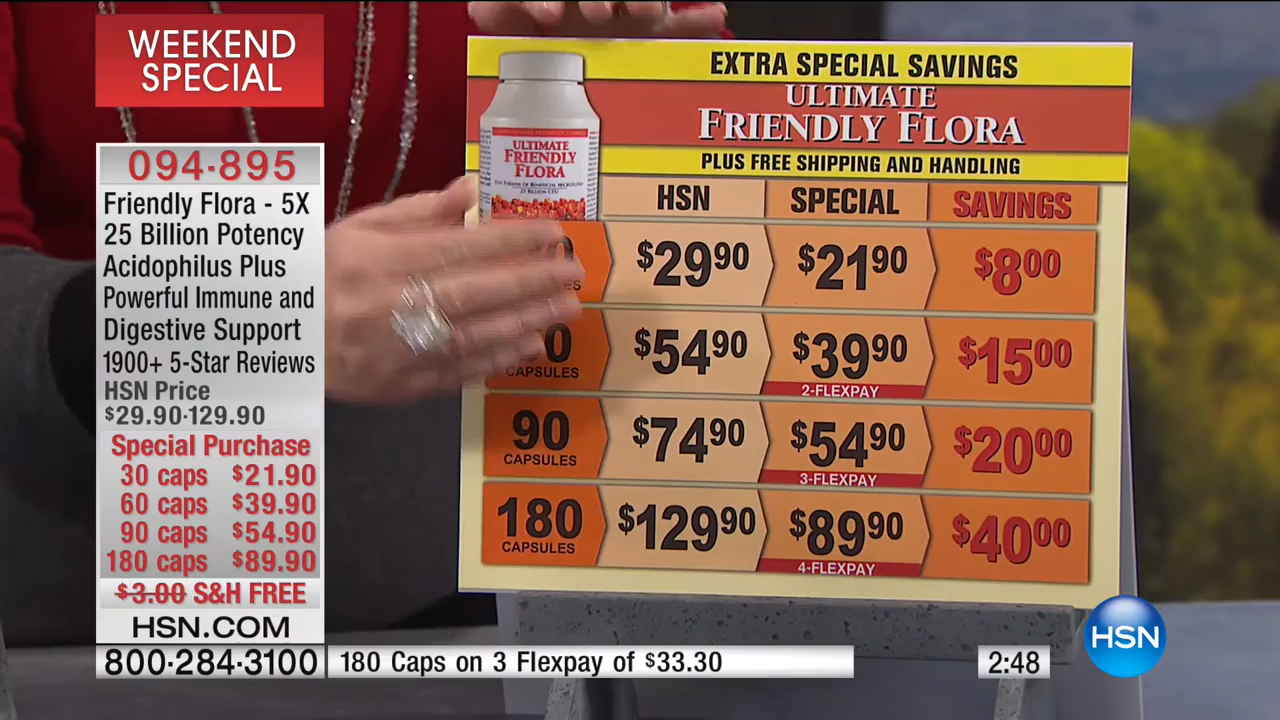 WEEKEND
SPECIAL
094·895
Friendly Flora - 5X
25 Billion Potency
Acidophilus Plus
Powerful Immune and
Digestive Support
1900+ 5-Star Reviews
HSN Price
$29.90-129.90
Special Purchase
30 caps $21.90
60 caps $39.90
90 caps $54.90
180 caps $89.90
$3.00 S&H FREE
HSN.COM
800·284·3100
180 Caps on 3 Flexpay of $33.30
2:48
HSN
EXTRA SPECIAL SAVINGS
ULTIMATE
FRIENDLY FLORA
PLUS FREE SHIPPING AND HANDLING
ULTIMATE
FRIENDLY
FLORA
25 BILLION CFU
HSN SPECIAL SAVINGS
$29.90 $21.90 $8.00
0 $54.90 $39.90 $15.00
CAPSULES 2-FLEXPAY
90 $74.90 $54.90 $20.00
CAPSULES 3-FLEXPAY
180 $129.90 $89.90 $40.00
CAPSULES 4-FLEXPAY